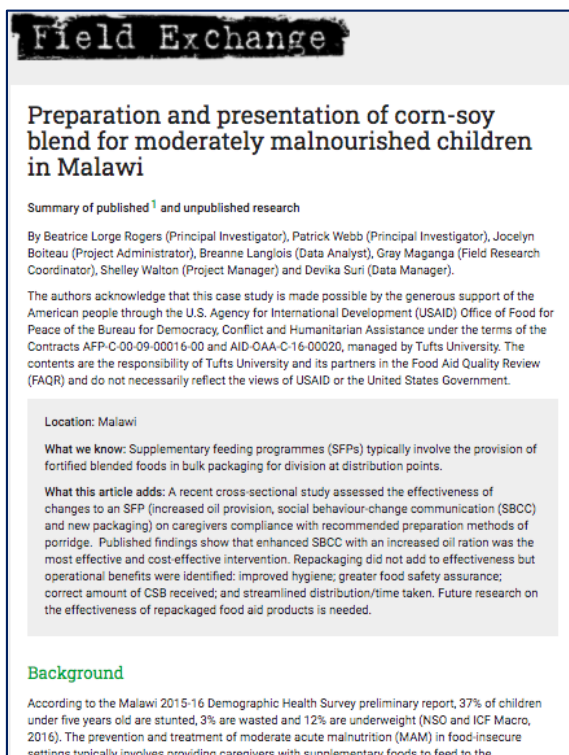 Field Exchange
Preparation and presentation of corn-soy
blend for moderately malnourished children
in Malawi
Summary of published 1 and unpublished research
By Beatrice Lorge Rogers (Principal Investigator), Patrick Webb (Principal Investigator), Jocelyn
Boiteau (Project Administrator), Breanne Langlois (Data Analyst), Gray Maganga (Field Research
Coordinator), Shelley Walton (Project Manager) and Devika Suri (Data Manager).
The authors acknowledge that this case study is made possible by the generous support of the
American people through the U.S. Agency for International Development (USAID) Office of Food for
Peace of the Bureau for Democracy, Conflict and Humanitarian Assistance under the terms of the
Contracts AFP-C-00-09-00016-00 and AID-OAA-C-16-00020, managed by Tufts University. The
contents are the responsibility of Tufts University and its partners in the Food Aid Quality Review
(FAQR) and do not necessarily reflect the views of USAID or the United States Government.
Location: Malawi
What we know: Supplementary feeding programmes (SFPs) typically involve the provision of
fortified blended foods in bulk packaging for division at distribution points.
What this article adds: A recent cross-sectional study assessed the effectiveness of
changes to an SFP (increased oil provision, social behaviour-change communication (SBCC)
and new packaging) on caregivers compliance with recommended preparation methods of
porridge. Published findings show that enhanced SBCC with an increased oil ration was the
most effective and cost-effective intervention. Repackaging did not add to effectiveness but
operational benefits were identified: improved hygiene; greater food safety assurance;
correct amount of CSB received; and streamlined distribution/time taken. Future research on
the effectiveness of repackaged food aid products is needed.
Background
According to the Malawi 2015-16 Demographic Health Survey preliminary report, 37% of children
under five years old are stunted, 3% are wasted and 12% are underweight (NSO and ICF Macro,
2016). The prevention and treatment of moderate acute malnutrition (MAM) in food-insecure
settings typically involves providing caregivers with supplementary foods to feed to the